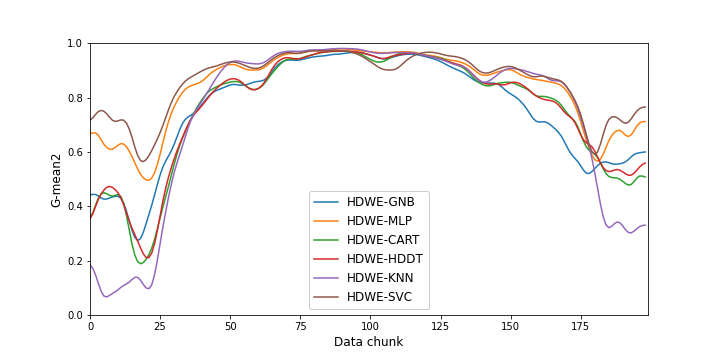 1.0
0.8
0.6
0.4
0.2
0.0
G-mean2
HDWE-GNB
HDWE-MLP
HDWE-CART
HDWE-HDDT
HDWE-KNN
HDWE-SVC
0 25 50 75 100 125 150 175
Data chunk